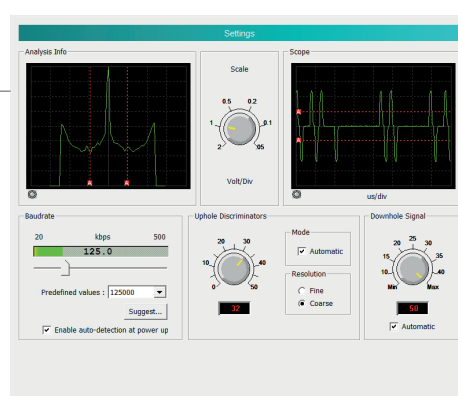 Settings
Analysis Info
A
A
Scale
0.5 0.2
1 0.1
2 .05
Volt/Div
Scope
A
A
us/div
Baudrate
20 kbps 500
125.0
Predefined values : 125000
Suggest...
Enable auto-detection at power up
Uphole Discriminators
20 30
10 40
0 50
32
Mode
Automatic
Resolution
Fine
Coarse
Downhole Signal
20 25 30
15 35
10 40
Min Max
50
Automatic